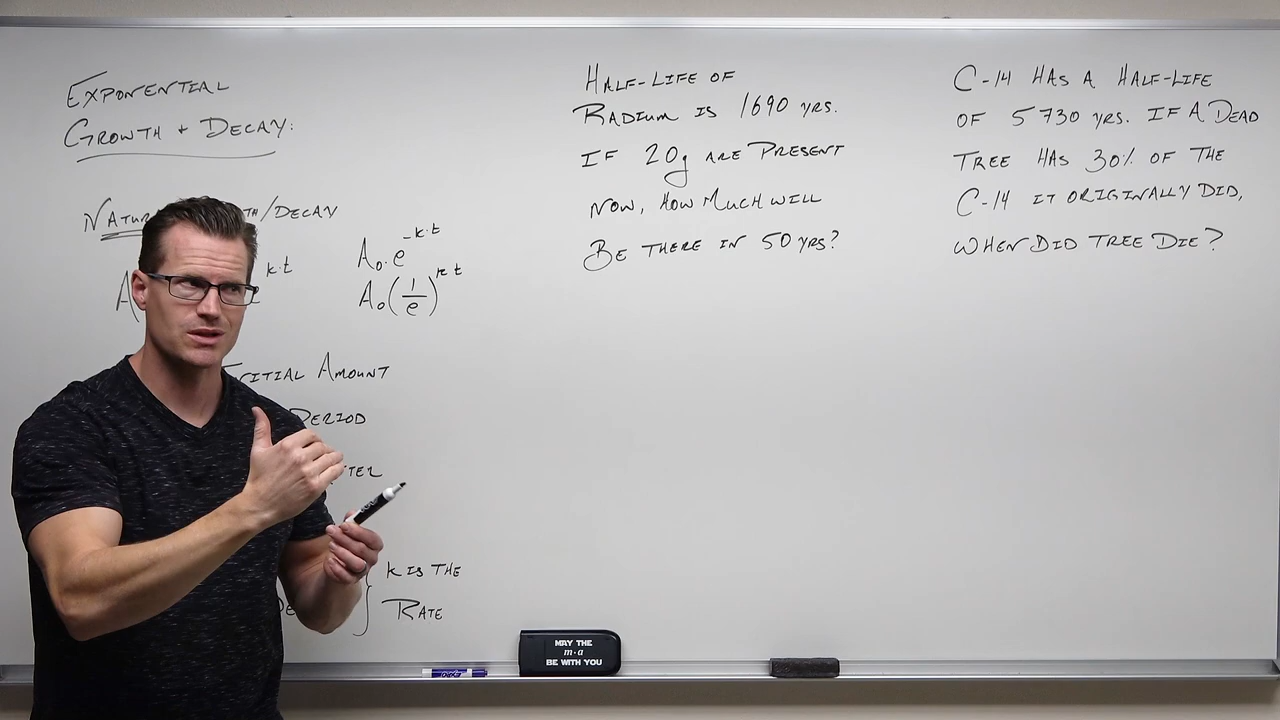 EXPONENTIAL
GROWTH + DECAY:
/DECAY
k·t
A₀·e^-k·t
A₀(1/e)^kt
AMOUNT
PERIOD
K IS THE
RATE
HALF-LIFE OF
RADIUM IS 1690 YRS.
IF 20g ARE PRESENT
NOW, HOW MUCH WILL
BE THERE IN 50 YRS?
C-14 HAS A HALF-LIFE
OF 5730 YRS. IF A DEAD
TREE HAS 30% OF THE
C-14 IT ORIGINALLY DID,
WHEN DID TREE DIE?
MAY THE
m·a
BE WITH YOU